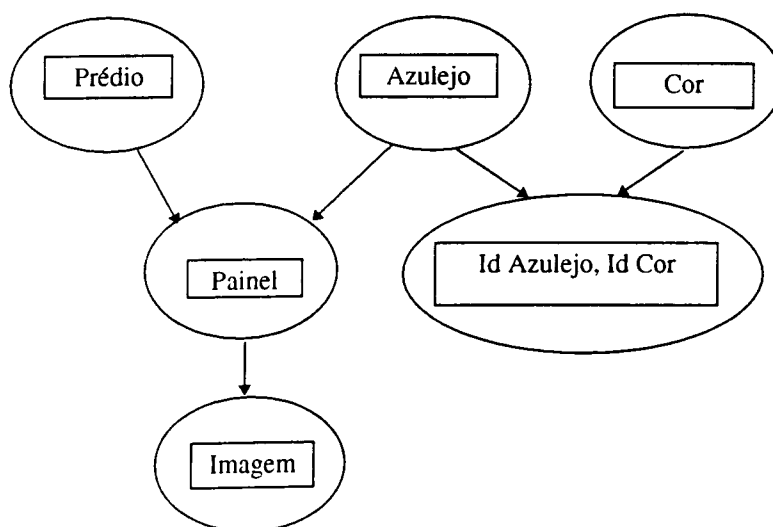 Prédio
Azulejo
Cor
Painel
Id Azulejo, Id Cor
Imagem